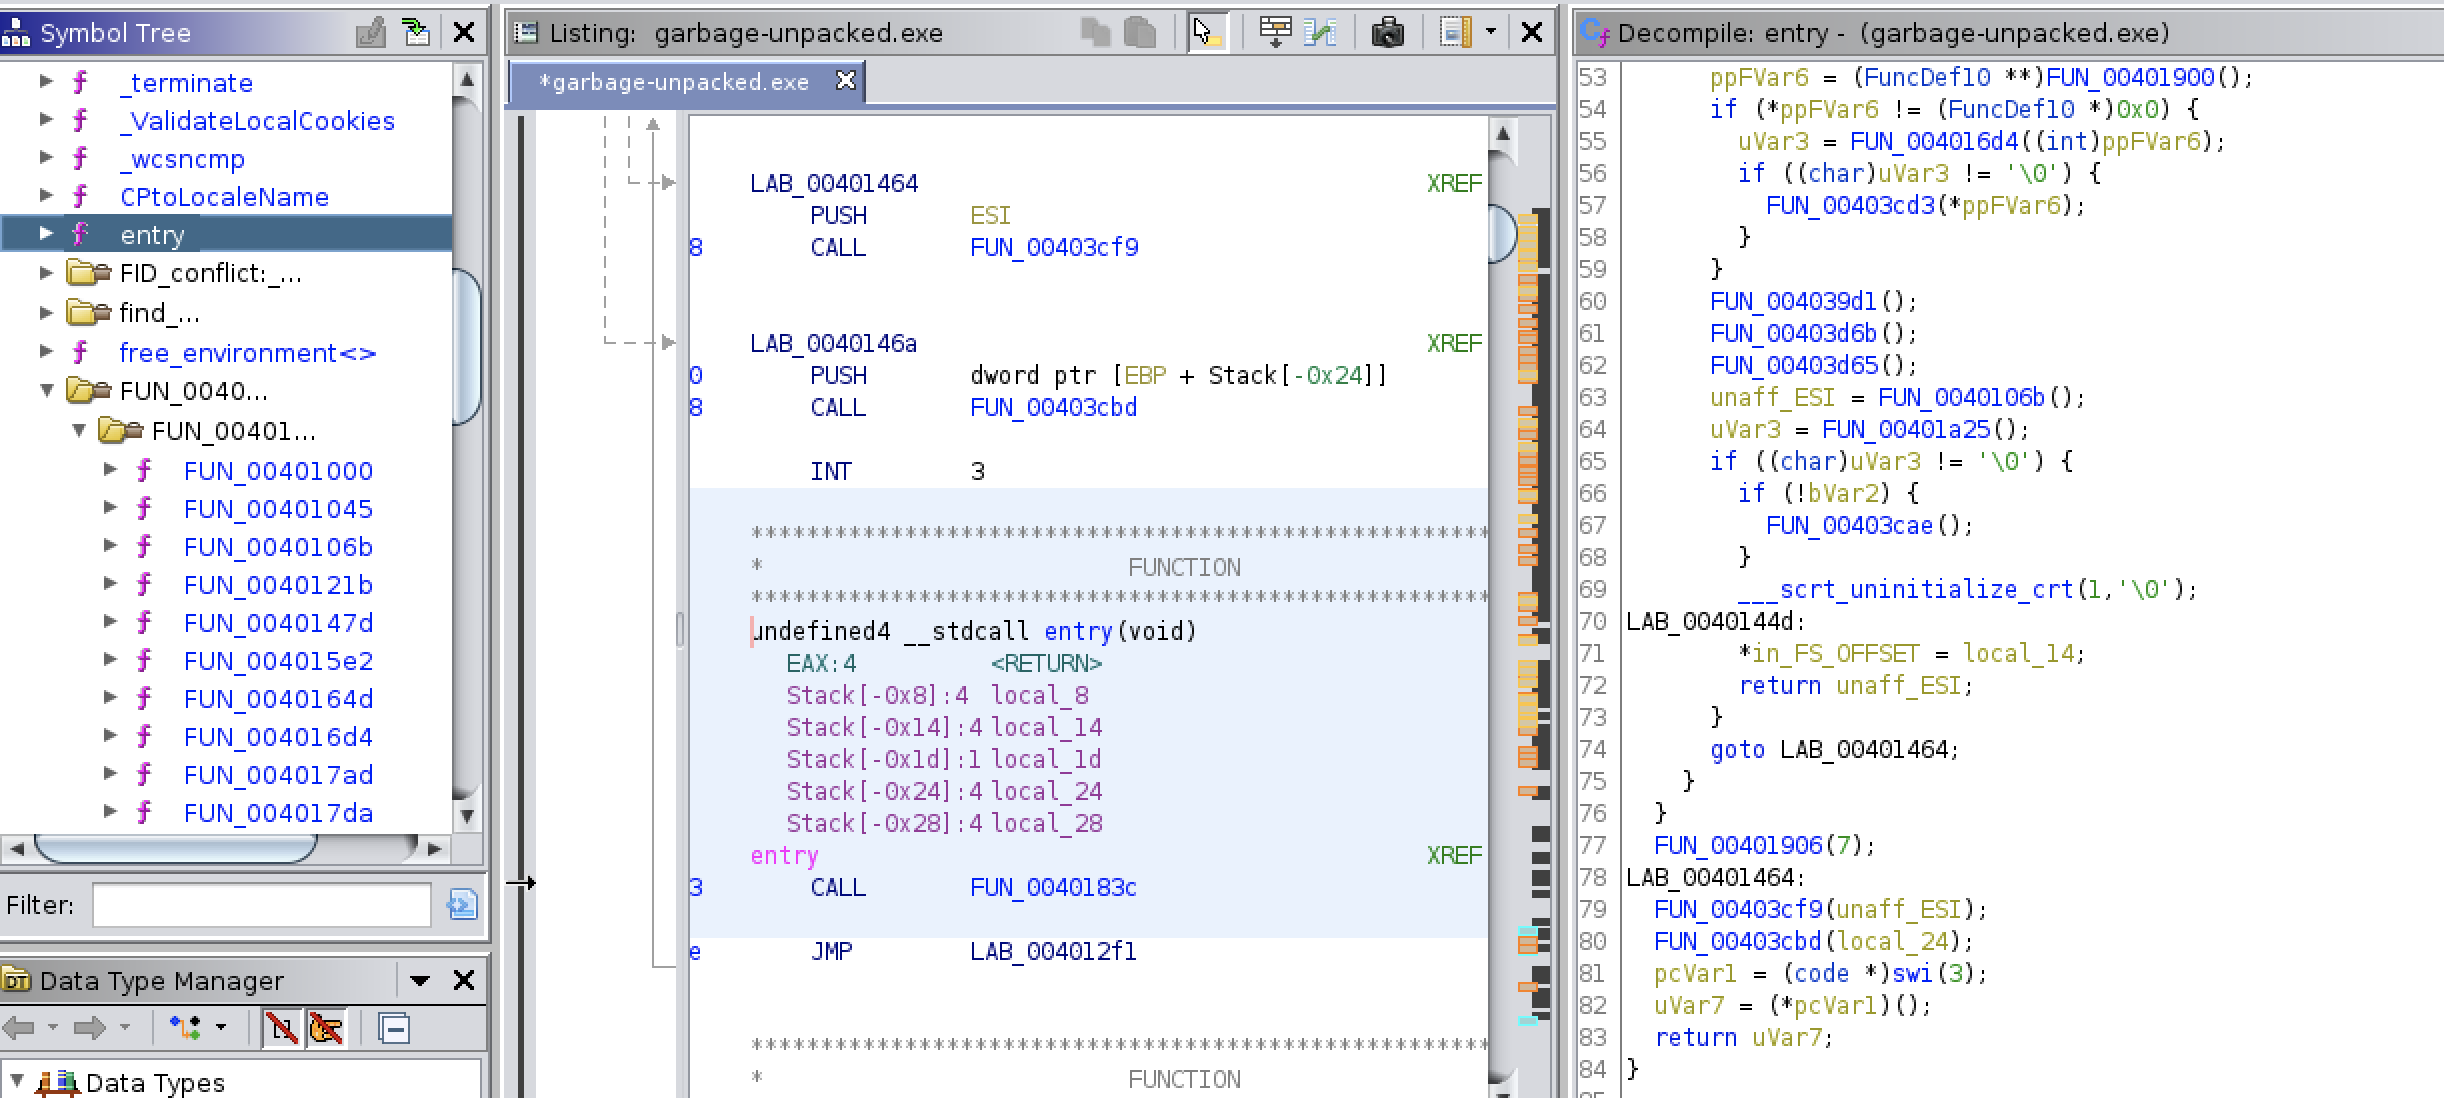 Symbol Tree
_terminate
_ValidateLocalCookies
_wcsncmp
CPtoLocaleName
entry
FID_conflict:_...
find_...
free_environment<>
FUN_0040...
FUN_00401...
FUN_00401000
FUN_00401045
FUN_0040106b
FUN_0040121b
FUN_0040147d
FUN_004015e2
FUN_0040164d
FUN_004016d4
FUN_004017ad
FUN_004017da
Filter:
Data Type Manager
Data Types
Listing: garbage-unpacked.exe
*garbage-unpacked.exe
LAB_00401464 XREF
PUSH ESI
8 CALL FUN_00403cf9
LAB_0040146a XREF
0 PUSH dword ptr [EBP + Stack[-0x24]]
8 CALL FUN_00403cbd
INT 3
*****************************************************
* FUNCTION
*****************************************************
undefined4 __stdcall entry(void)
EAX:4 <RETURN>
Stack[-0x8]:4 local_8
Stack[-0x14]:4 local_14
Stack[-0x1d]:1 local_1d
Stack[-0x24]:4 local_24
Stack[-0x28]:4 local_28
entry XREF
3 CALL FUN_0040183c
e JMP LAB_004012f1
*****************************************************
* FUNCTION
Decompile: entry - (garbage-unpacked.exe)
53 ppFVar6 = (FuncDef10 **)FUN_00401900();
54 if (*ppFVar6 != (FuncDef10 *)0x0) {
55 uVar3 = FUN_004016d4((int)ppFVar6);
56 if ((char)uVar3 != '\0') {
57 FUN_00403cd3(*ppFVar6);
58 }
59 }
60 FUN_004039d1();
61 FUN_00403d6b();
62 FUN_00403d65();
63 unaff_ESI = FUN_0040106b();
64 uVar3 = FUN_00401a25();
65 if ((char)uVar3 != '\0') {
66 if (!bVar2) {
67 FUN_00403cae();
68 }
69 ___scrt_uninitialize_crt(1,'\0');
70 LAB_0040144d:
71 *in_FS_OFFSET = local_14;
72 return unaff_ESI;
73 }
74 goto LAB_00401464;
75 }
76 }
77 FUN_00401906(7);
78 LAB_00401464:
79 FUN_00403cf9(unaff_ESI);
80 FUN_00403cbd(local_24);
81 pcVar1 = (code *)swi(3);
82 uVar7 = (*pcVar1)();
83 return uVar7;
84 }